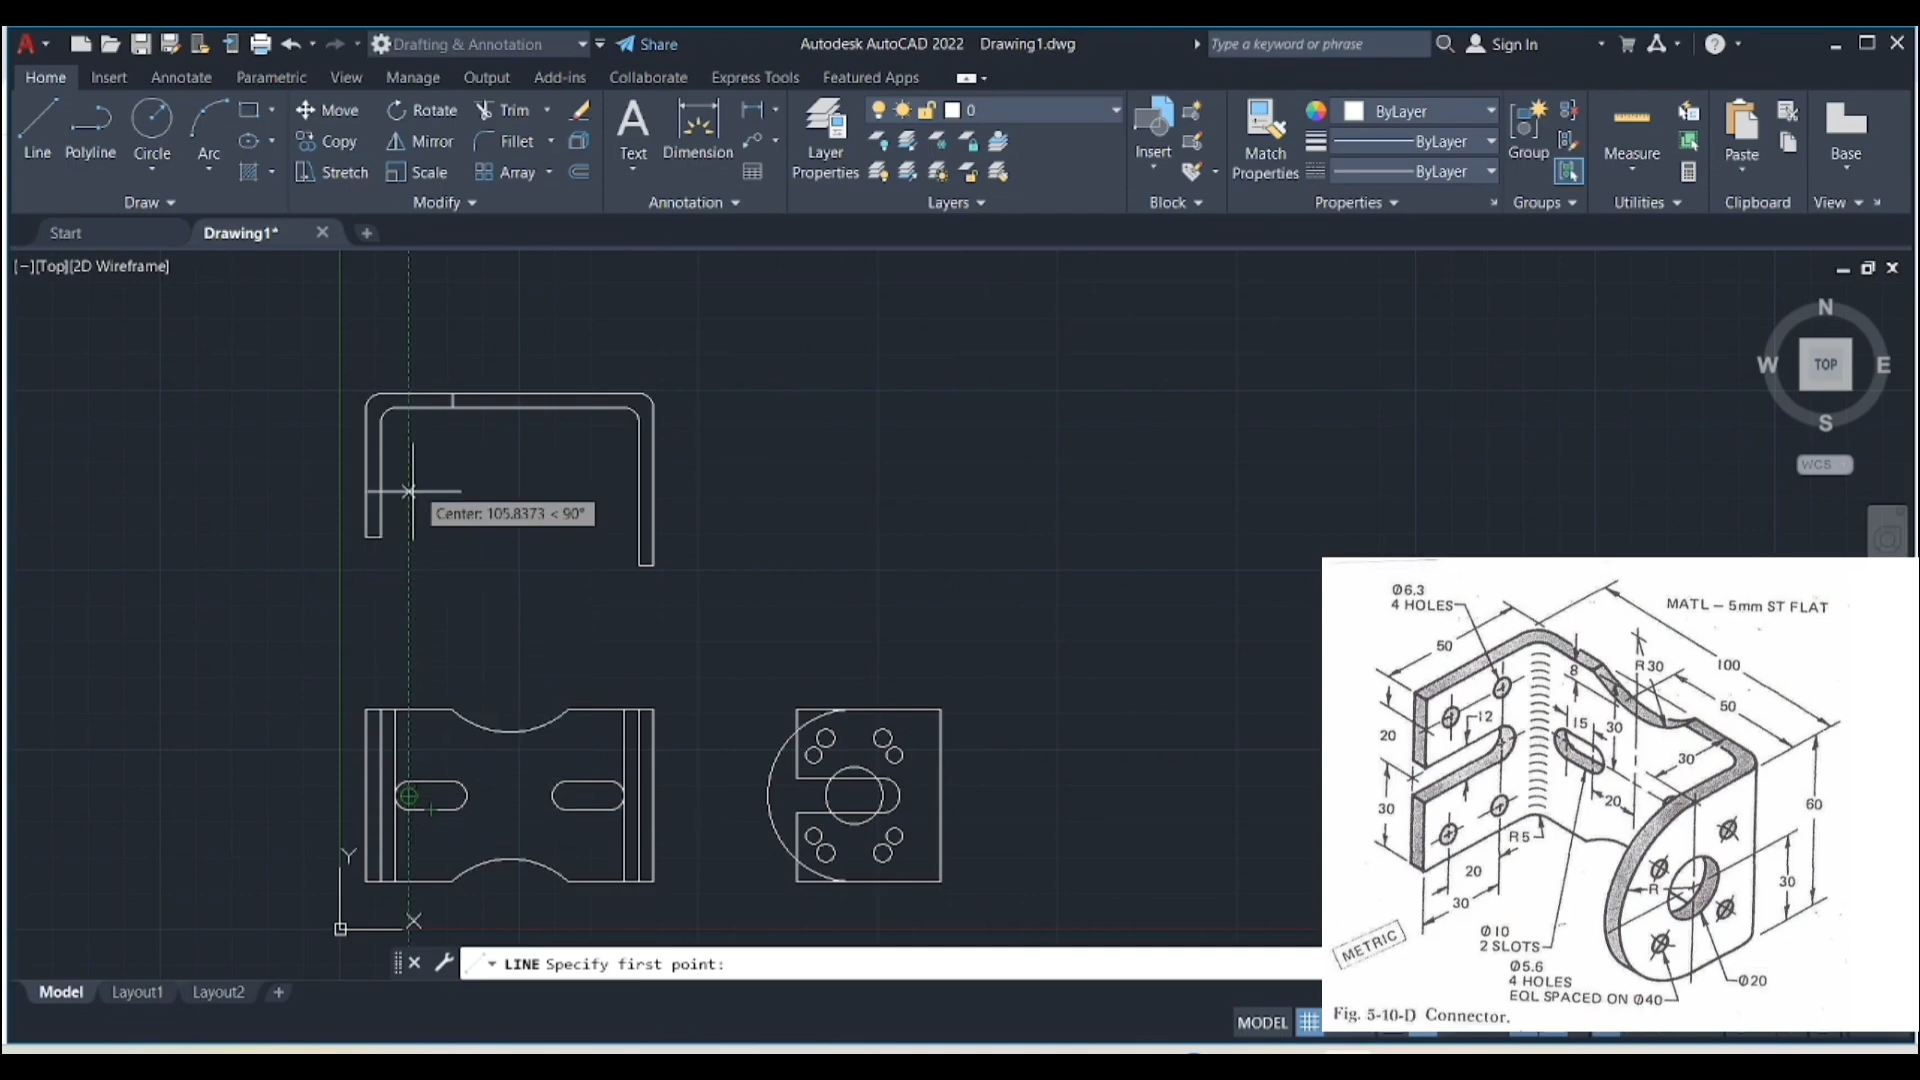 A
Drafting & Annotation
Share
Autodesk AutoCAD 2022 Drawing1.dwg
Type a keyword or phrase
Sign In
?
Home Insert Annotate Parametric View Manage Output Add-ins Collaborate Express Tools Featured Apps
Line Polyline Circle Arc
Move Rotate Trim
Copy Mirror Fillet
Stretch Scale Array
A
Text Dimension
Layer Properties
0
Insert
Match Properties
ByLayer
ByLayer
ByLayer
Group
Measure
Paste
Base
Draw Modify Annotation Layers Block Properties Groups Utilities Clipboard View
Start Drawing1* +
[−][Top][2D Wireframe]
N
W TOP E
S
WCS
Center: 105.8373 < 90°
Y
X
LINE Specify first point:
Model Layout1 Layout2 +
MODEL
Ø6.3
4 HOLES
MATL – 5mm ST FLAT
50
8
R30
100
50
12
15
30
20
30
30
20
60
R5
20
30
R
30
Ø10
2 SLOTS
METRIC
Ø5.6
4 HOLES
EQL SPACED ON Ø40
Ø20
Fig. 5-10-D Connector.